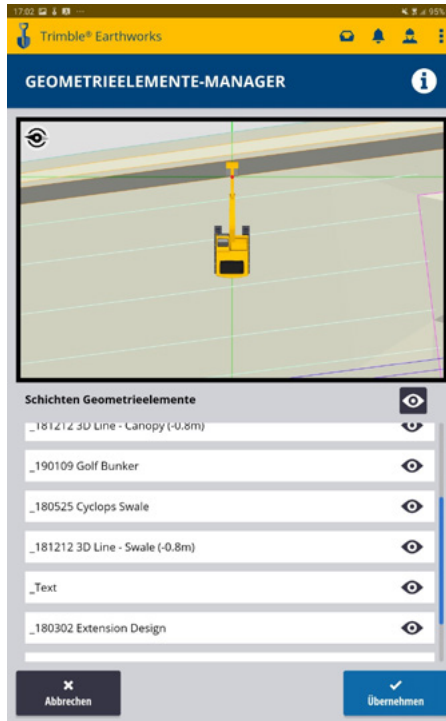 17:02
95%
Trimble® Earthworks
GEOMETRIEELEMENTE-MANAGER
Schichten Geometrieelemente
_181212 3D Line - Canopy (-0.8m)
_190109 Golf Bunker
_180525 Cyclops Swale
_181212 3D Line - Swale (-0.8m)
_Text
_180302 Extension Design
Abbrechen
Übernehmen